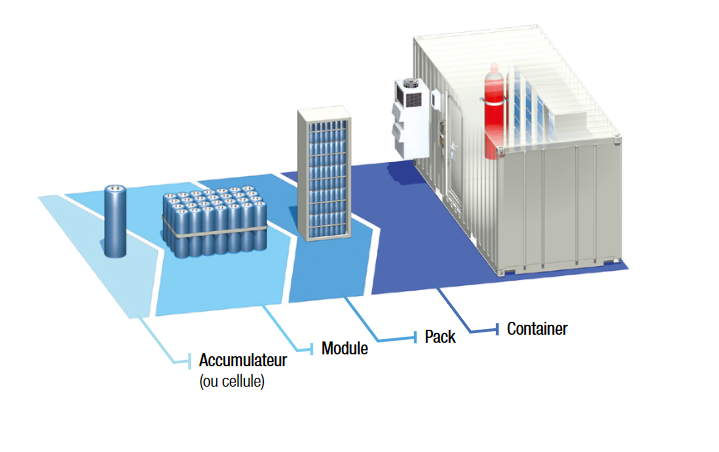 Accumulateur
(ou cellule)
Module
Pack
Container